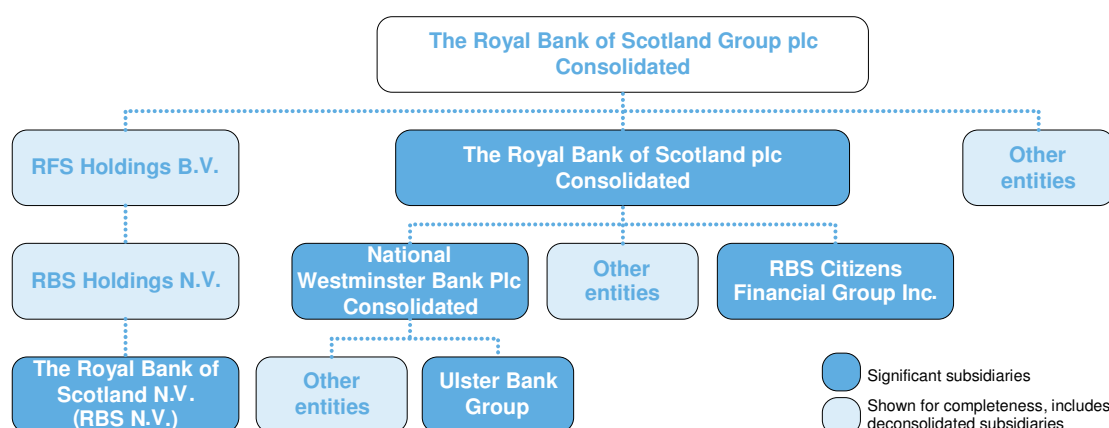 The Royal Bank of Scotland Group plc
Consolidated
RFS Holdings B.V.
The Royal Bank of Scotland plc
Consolidated
Other
entities
RBS Holdings N.V.
National
Westminster Bank Plc
Consolidated
Other
entities
RBS Citizens
Financial Group Inc.
The Royal Bank of
Scotland N.V.
(RBS N.V.)
Other
entities
Ulster Bank
Group
Significant subsidiaries
Shown for completeness, includes
deconsolidated subsidiaries